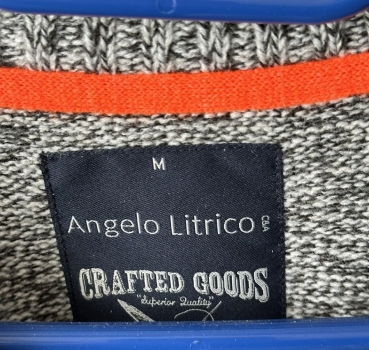 M
Angelo Litrico C&A
CRAFTED GOODS
"Superior Quality"